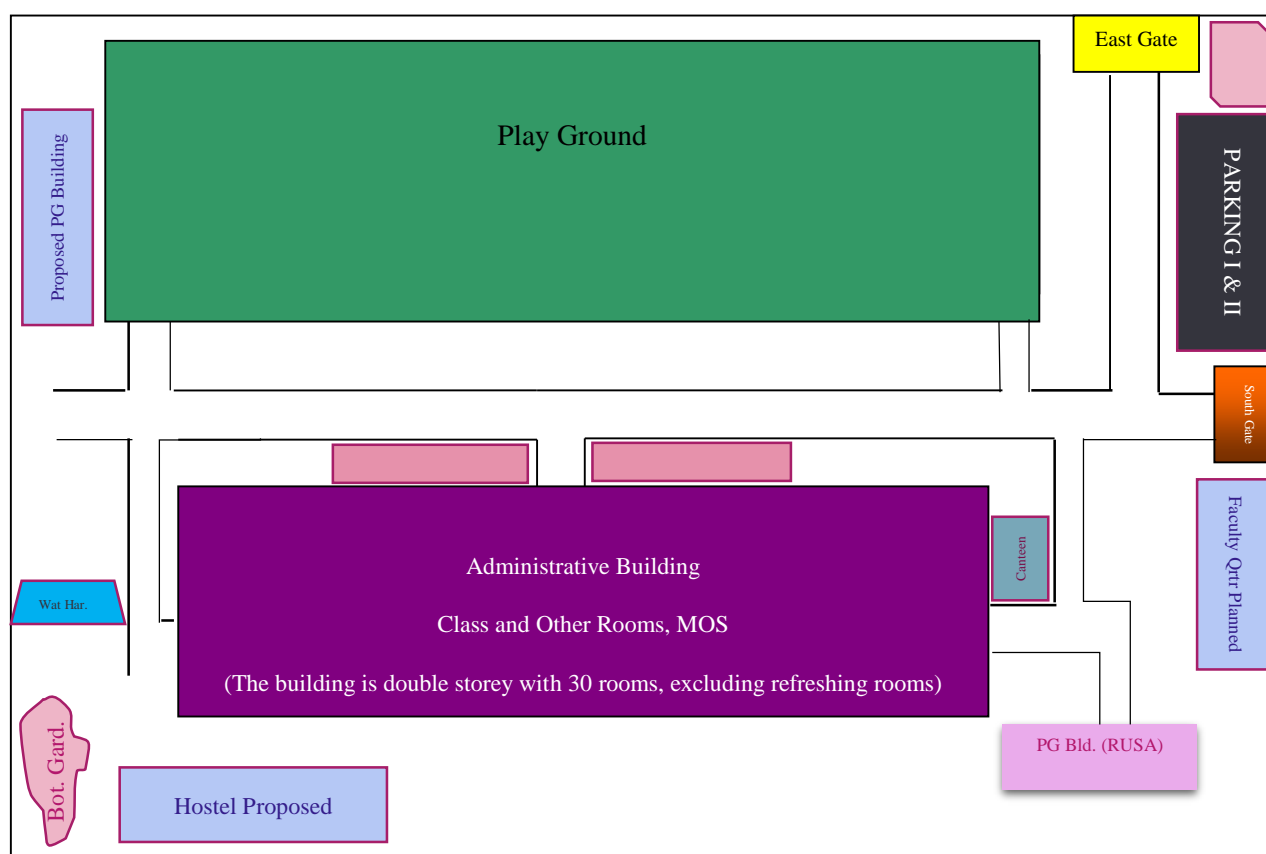 East Gate
Play Ground
Proposed PG Building
PARKING I & II
South Gate
Administrative Building
Class and Other Rooms, MOS
(The building is double storey with 30 rooms, excluding refreshing rooms)
Canteen
Faculty Qrtr Planned
Wat Har.
Bot. Gard.
PG Bld. (RUSA)
Hostel Proposed